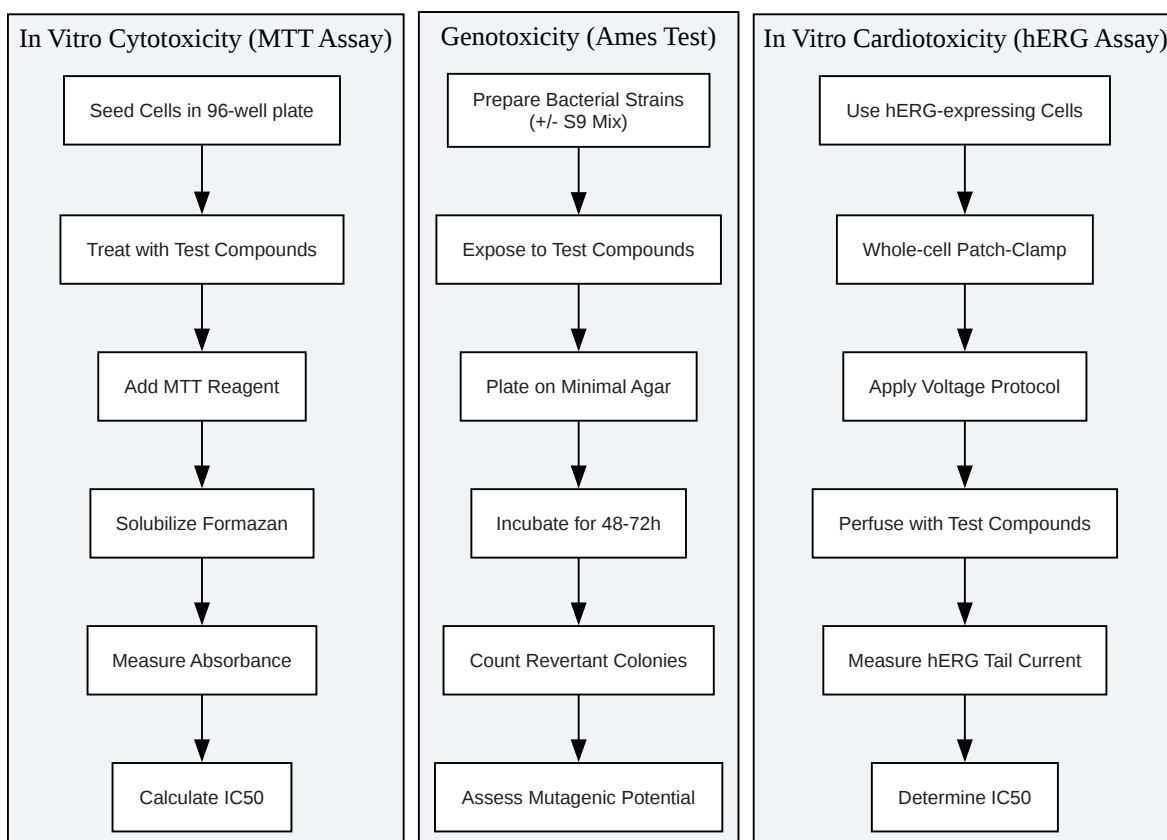 In Vitro Cytotoxicity (MTT Assay)
Seed Cells in 96-well plate
Treat with Test Compounds
Add MTT Reagent
Solubilize Formazan
Measure Absorbance
Calculate IC50
Genotoxicity (Ames Test)
Prepare Bacterial Strains
(+/- S9 Mix)
Expose to Test Compounds
Plate on Minimal Agar
Incubate for 48-72h
Count Revertant Colonies
Assess Mutagenic Potential
In Vitro Cardiotoxicity (hERG Assay)
Use hERG-expressing Cells
Whole-cell Patch-Clamp
Apply Voltage Protocol
Perfuse with Test Compounds
Measure hERG Tail Current
Determine IC50